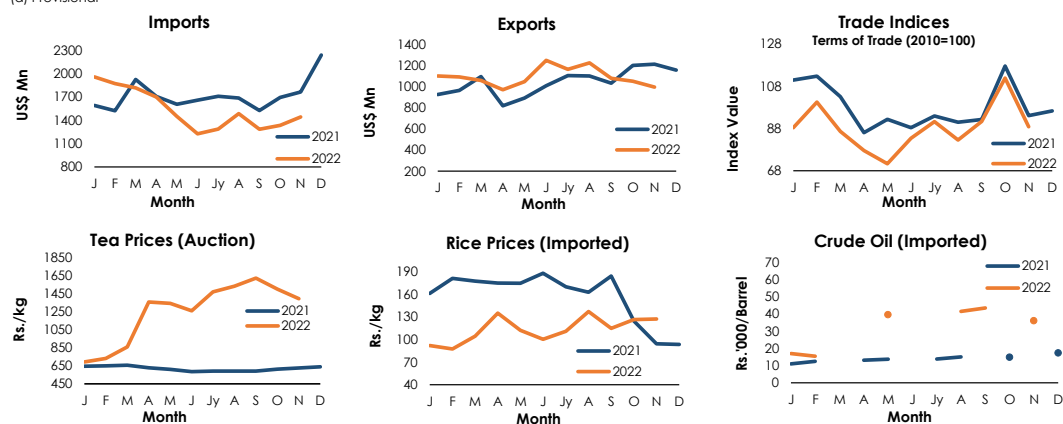 (a) Provisional
Imports
US$ Mn
2300
2000
1700
1400
1100
800
2021
2022
J F M A M J Jy A S O N D
Month
Exports
US$ Mn
1400
1200
1000
800
600
400
200
2021
2022
J F M A M J Jy A S O N D
Month
Trade Indices
Terms of Trade (2010=100)
Index Value
128
108
88
68
2021
2022
J F M A M J Jy A S O N D
Month
Tea Prices (Auction)
Rs./kg
1850
1650
1450
1250
1050
850
650
450
2021
2022
J F M A M J Jy A S O N D
Month
Rice Prices (Imported)
Rs./kg
190
160
130
100
70
40
2021
2022
J F M A M J Jy A S O N D
Month
Crude Oil (Imported)
Rs.'000/Barrel
70
60
50
40
30
20
10
0
2021
2022
J F M A M J Jy A S O N D
Month